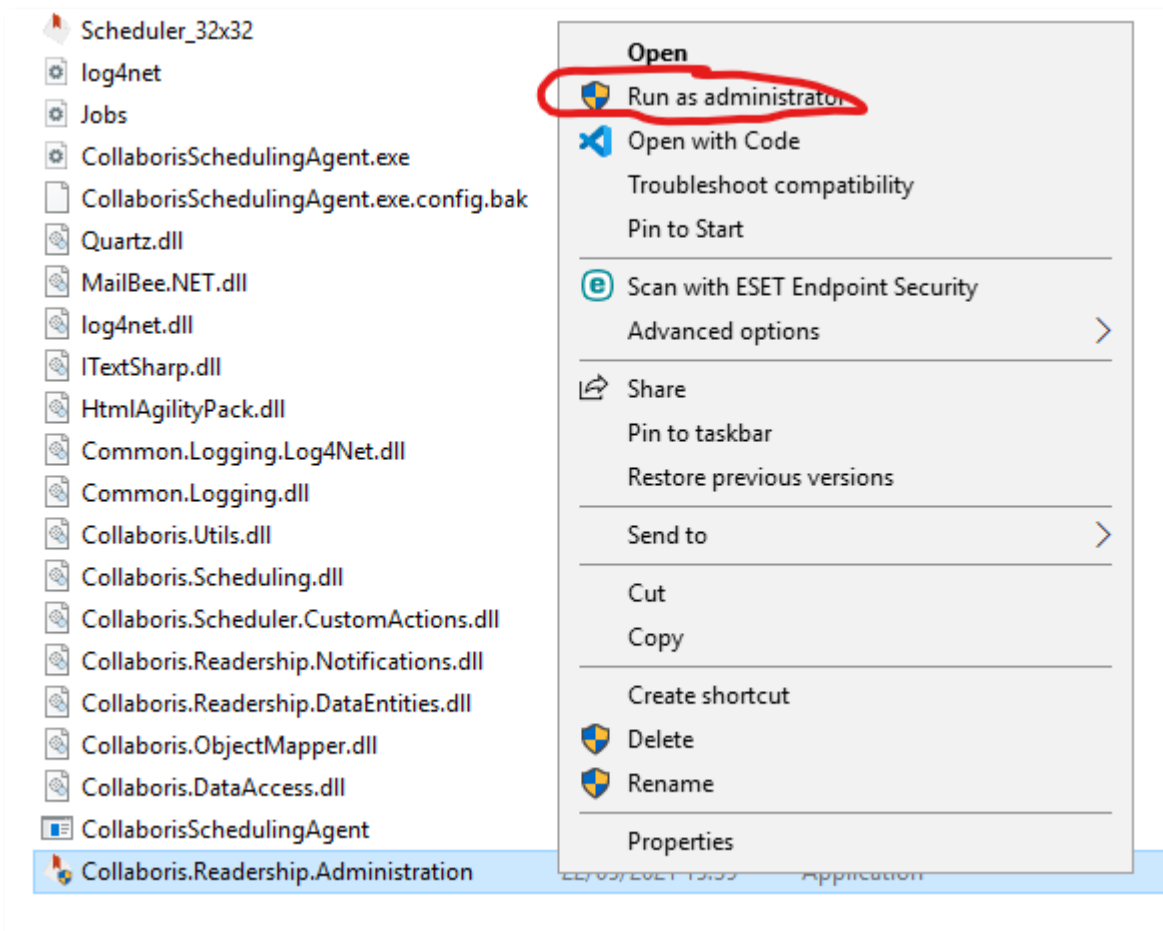 Scheduler_32x32
log4net
Jobs
CollaborisSchedulingAgent.exe
CollaborisSchedulingAgent.exe.config.bak
Quartz.dll
MailBee.NET.dll
log4net.dll
ITextSharp.dll
HtmlAgilityPack.dll
Common.Logging.Log4Net.dll
Common.Logging.dll
Collaboris.Utils.dll
Collaboris.Scheduling.dll
Collaboris.Scheduler.CustomActions.dll
Collaboris.Readership.Notifications.dll
Collaboris.Readership.DataEntities.dll
Collaboris.ObjectMapper.dll
Collaboris.DataAccess.dll
CollaborisSchedulingAgent
Collaboris.Readership.Administration Application
Open
Run as administrator
Open with Code
Troubleshoot compatibility
Pin to Start
Scan with ESET Endpoint Security
Advanced options
Share
Pin to taskbar
Restore previous versions
Send to
Cut
Copy
Create shortcut
Delete
Rename
Properties